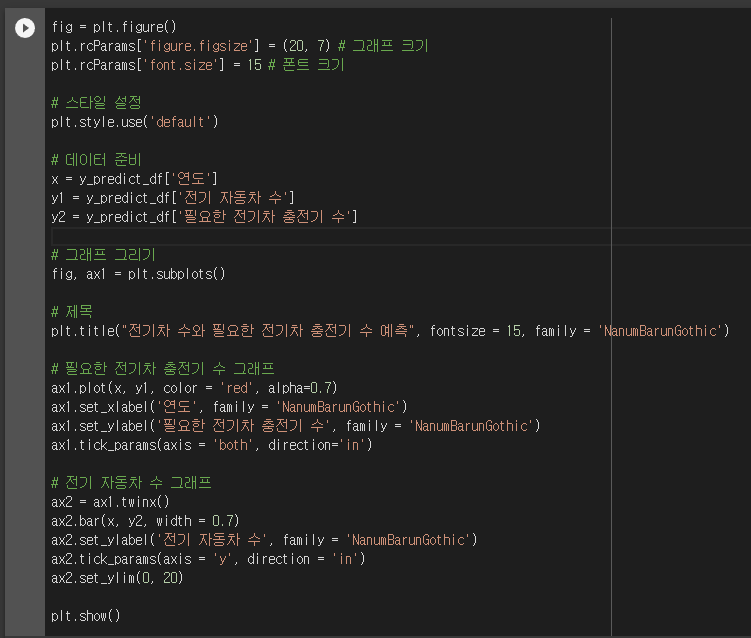 fig = plt.figure()
plt.rcParams['figure.figsize'] = (20, 7) # 그래프 크기
plt.rcParams['font.size'] = 15 # 폰트 크기
# 스타일 설정
plt.style.use('default')
# 데이터 준비
x = y_predict_df['연도']
y1 = y_predict_df['전기 자동차 수']
y2 = y_predict_df['필요한 전기차 충전기 수']
# 그래프 그리기
fig, ax1 = plt.subplots()
# 제목
plt.title("전기차 수와 필요한 전기차 충전기 수 예측", fontsize = 15, family = 'NanumBarunGothic')
# 필요한 전기차 충전기 수 그래프
ax1.plot(x, y1, color = 'red', alpha=0.7)
ax1.set_xlabel('연도', family = 'NanumBarunGothic')
ax1.set_ylabel('필요한 전기차 충전기 수', family = 'NanumBarunGothic')
ax1.tick_params(axis = 'both', direction='in')
# 전기 자동차 수 그래프
ax2 = ax1.twinx()
ax2.bar(x, y2, width = 0.7)
ax2.set_ylabel('전기 자동차 수', family = 'NanumBarunGothic')
ax2.tick_params(axis = 'y', direction = 'in')
ax2.set_ylim(0, 20)
plt.show()